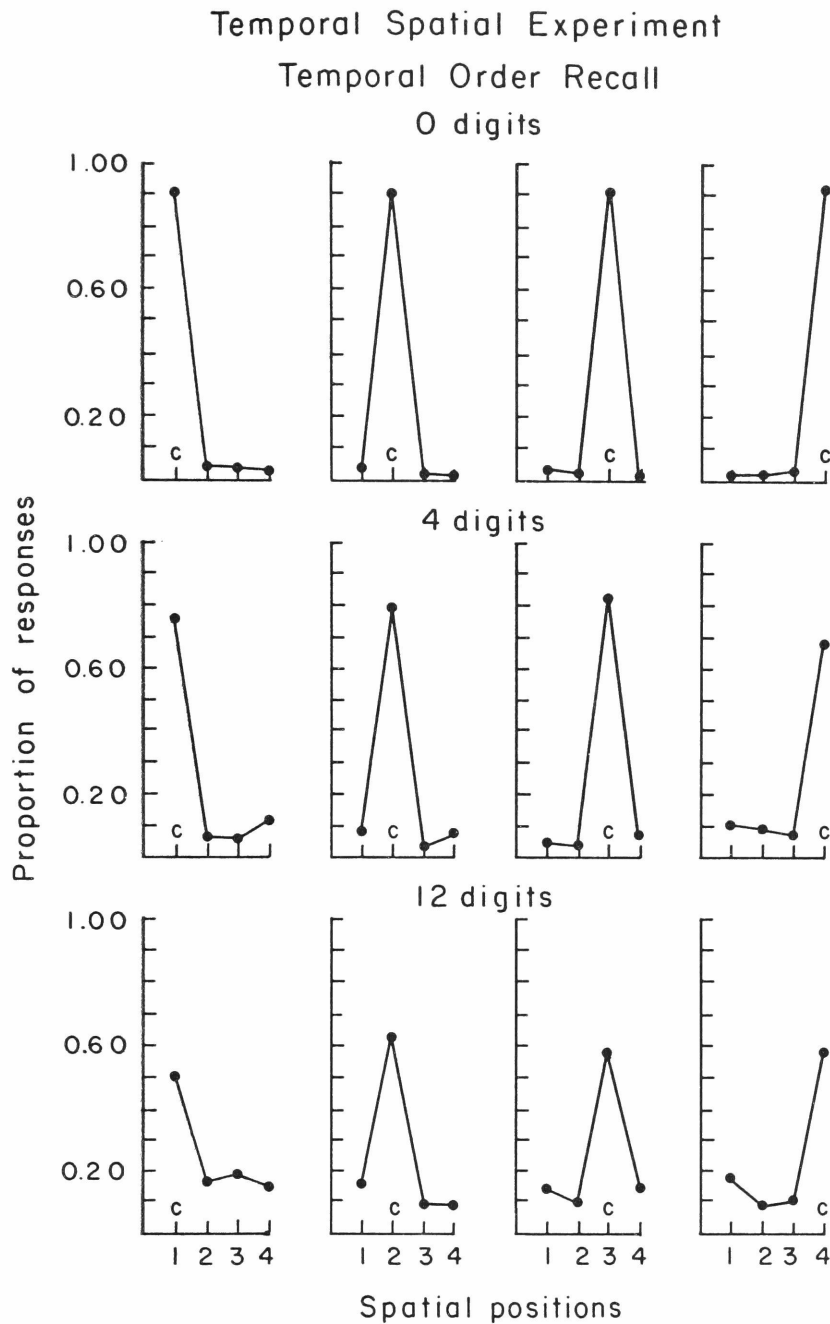 Temporal Spatial Experiment
Temporal Order Recall
0 digits
1.00
0.60
0.20
c c c c
4 digits
1.00
0.60
0.20
c c c c
12 digits
1.00
0.60
0.20
c c c c
1 2 3 4 1 2 3 4 1 2 3 4 1 2 3 4
Proportion of responses
Spatial positions